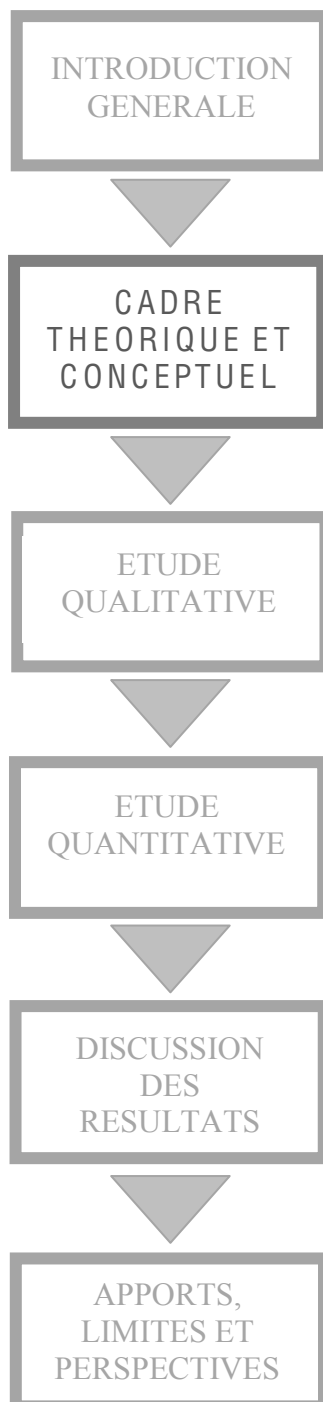 INTRODUCTION
GENERALE
CADRE
THEORIQUE ET
CONCEPTUEL
ETUDE
QUALITATIVE
ETUDE
QUANTITATIVE
DISCUSSION
DES
RESULTATS
APPORTS,
LIMITES ET
PERSPECTIVES